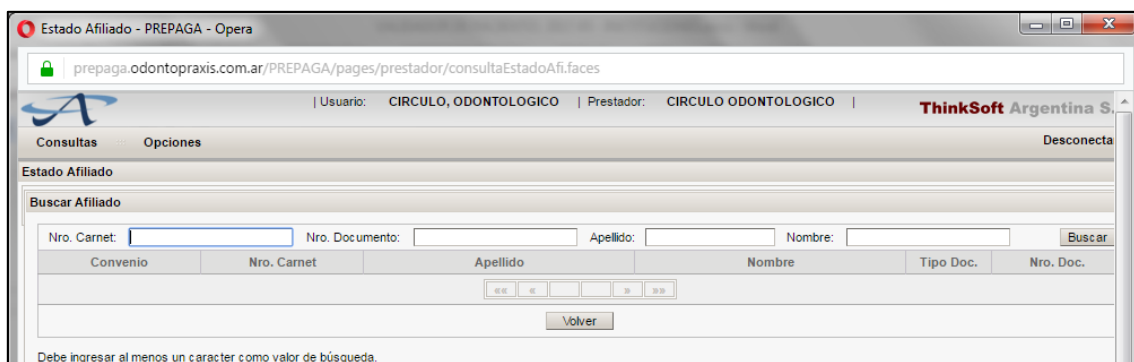 Estado Afiliado - PREPAGA - Opera
prepaga.odontopraxis.com.ar/PREPAGA/pages/prestador/consultaEstadoAfi.faces
| Usuario: CIRCULO, ODONTOLOGICO | Prestador: CIRCULO ODONTOLOGICO | ThinkSoft Argentina S.
Consultas Opciones Desconecta
Estado Afiliado
Buscar Afiliado
Nro. Carnet: Nro. Documento: Apellido: Nombre: Buscar
Convenio Nro. Carnet Apellido Nombre Tipo Doc. Nro. Doc.
«« « » »»
Volver
Debe ingresar al menos un caracter como valor de búsqueda.